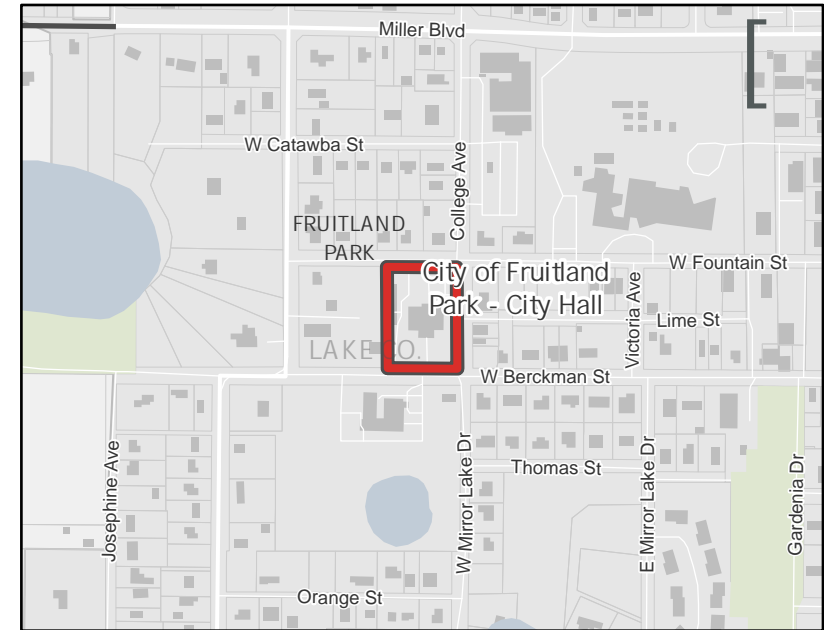 Miller Blvd
W Catawba St
College Ave
FRUITLAND
PARK
W Fountain St
City of Fruitland
Park - City Hall
Victoria Ave
Lime St
LAKE CO.
W Berckman St
Josephine Ave
W Mirror Lake Dr
Thomas St
E Mirror Lake Dr
Gardenia Dr
Orange St